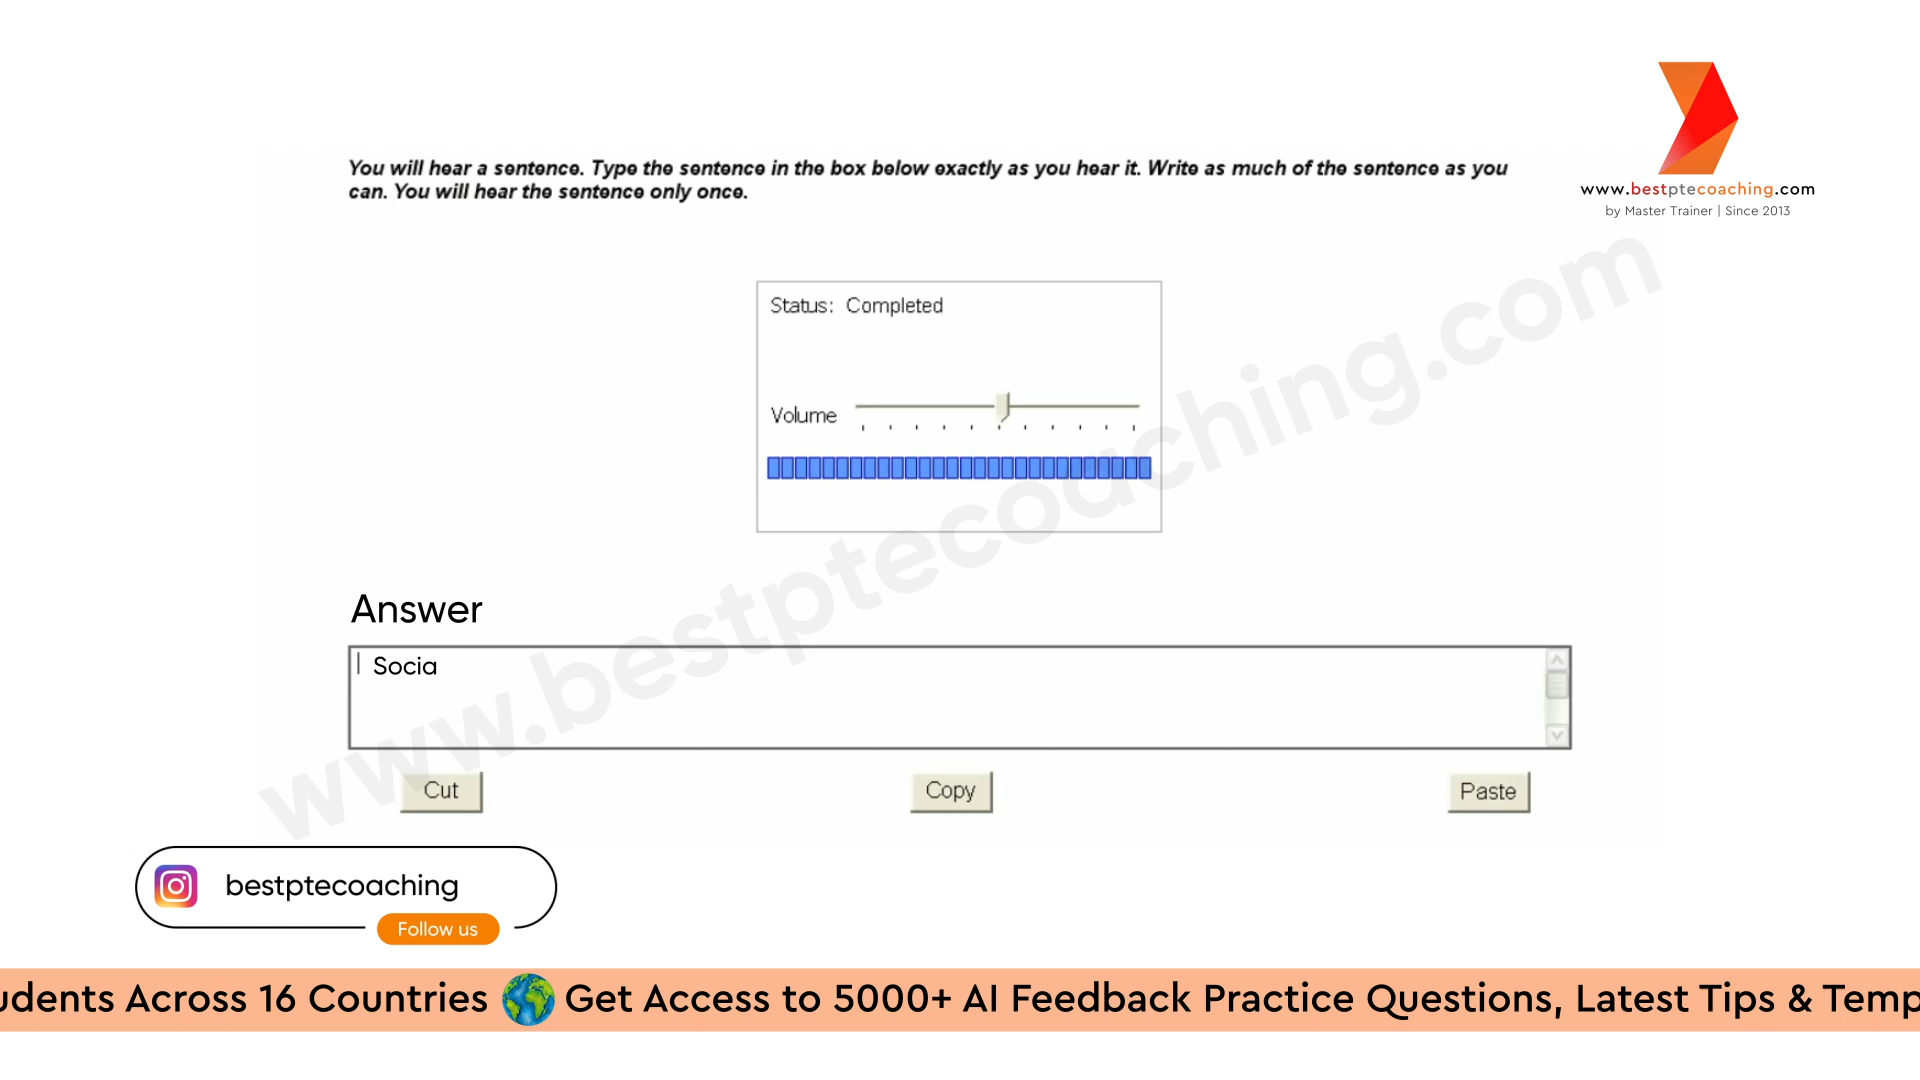 www.bestptecoaching.com
by Master Trainer | Since 2013
You will hear a sentence. Type the sentence in the box below exactly as you hear it. Write as much of the sentence as you
can. You will hear the sentence only once.
Status: Completed
Volume
www.bestptecoaching.com
Answer
Socia
Cut
Copy
Paste
bestptecoaching
Follow us
udents Across 16 Countries Get Access to 5000+ AI Feedback Practice Questions, Latest Tips & Temp